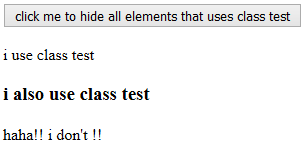 click me to hide all elements that uses class test
i use class test
i also use class test
haha!! i don't !!